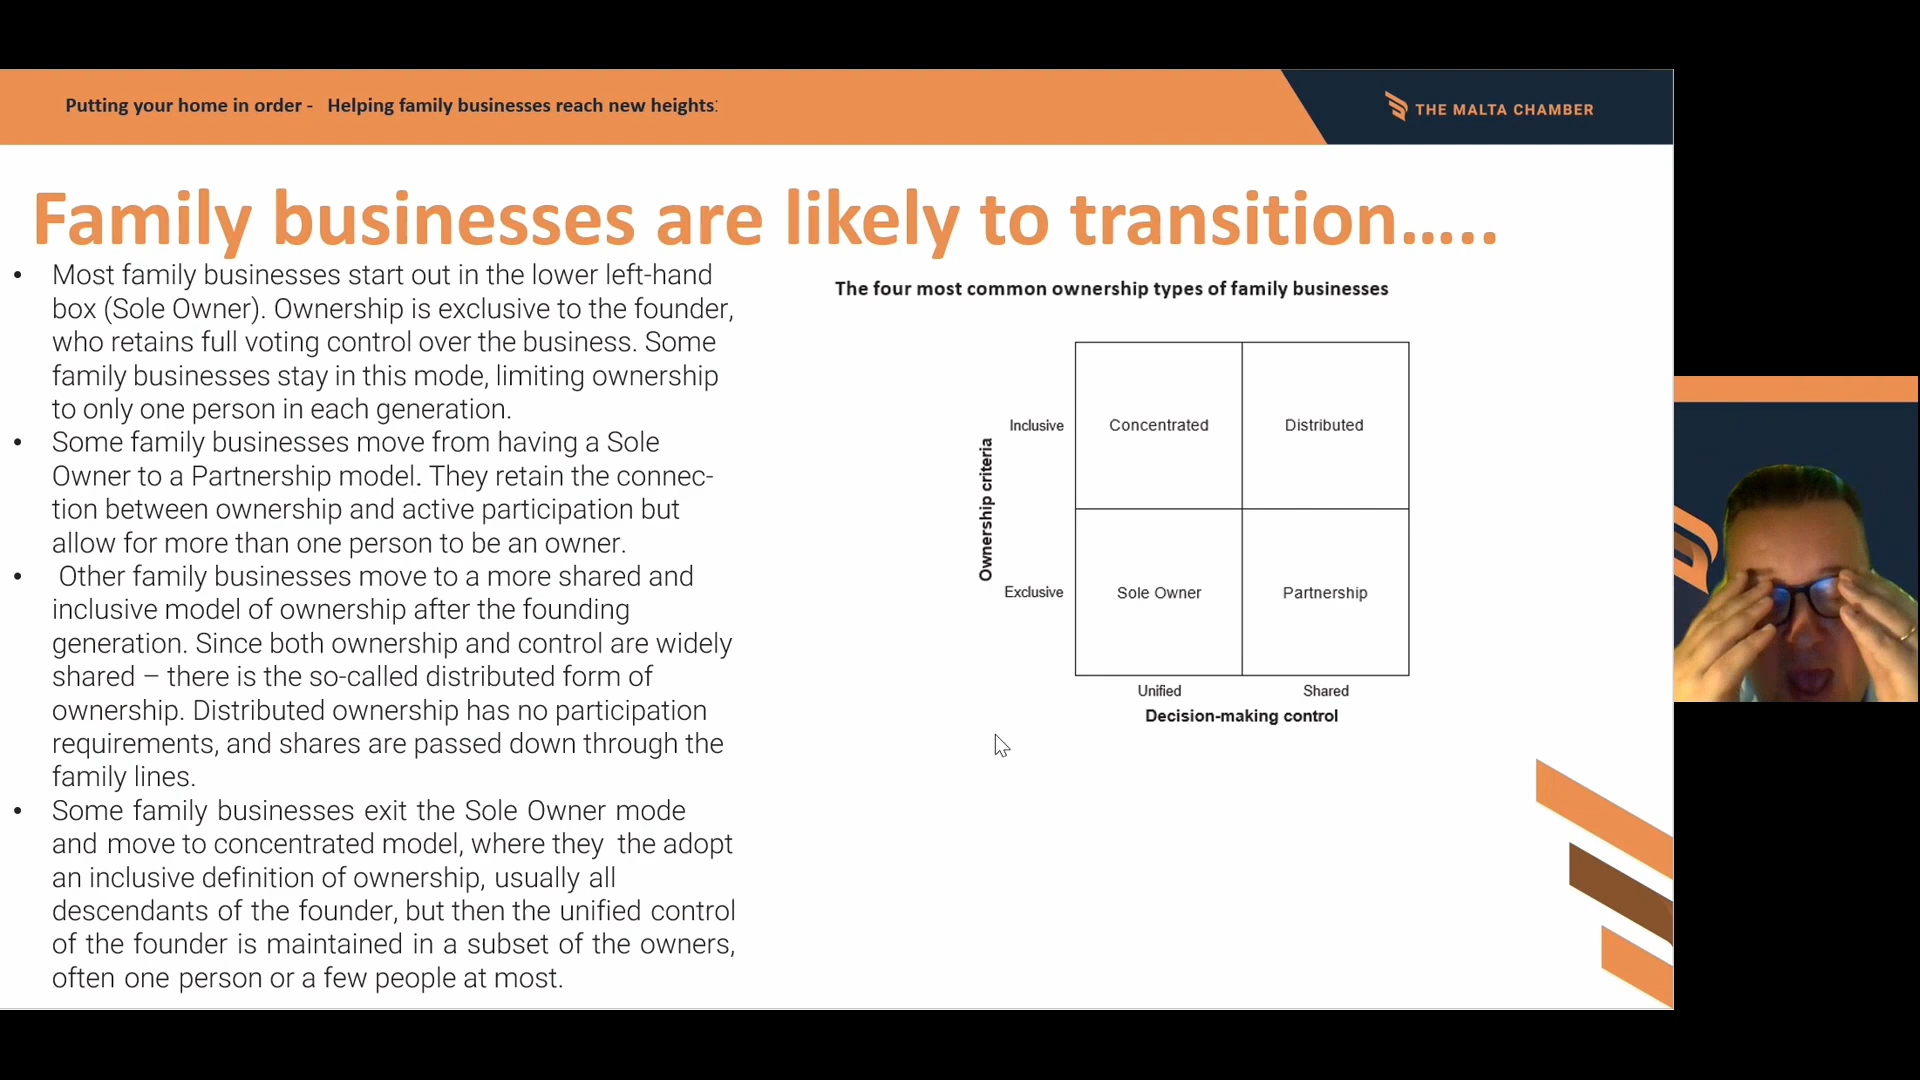 Putting your home in order -   Helping family businesses reach new heights:
THE MALTA CHAMBER
Family businesses are likely to transition.....
• Most family businesses start out in the lower left-hand
box (Sole Owner). Ownership is exclusive to the founder,
who retains full voting control over the business. Some
family businesses stay in this mode, limiting ownership
to only one person in each generation.
• Some family businesses move from having a Sole
Owner to a Partnership model. They retain the connec-
tion between ownership and active participation but
allow for more than one person to be an owner.
• Other family businesses move to a more shared and
inclusive model of ownership after the founding
generation. Since both ownership and control are widely
shared – there is the so-called distributed form of
ownership. Distributed ownership has no participation
requirements, and shares are passed down through the
family lines.
• Some family businesses exit the Sole Owner mode
and move to concentrated model, where they  the adopt
an inclusive definition of ownership, usually all
descendants of the founder, but then the unified control
of the founder is maintained in a subset of the owners,
often one person or a few people at most.
The four most common ownership types of family businesses
Ownership criteria
Inclusive
Concentrated
Distributed
Exclusive
Sole Owner
Partnership
Unified
Shared
Decision-making control